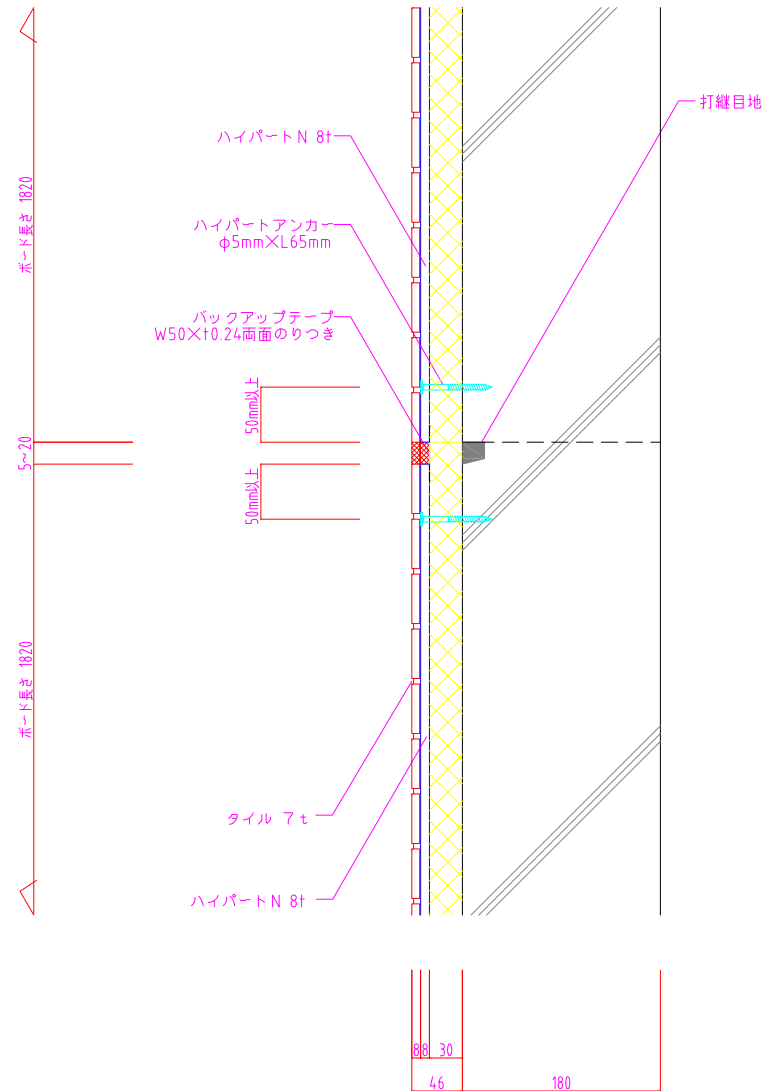 打継目地
ハイパートN 8t
ボード長さ 1820
ハイパートアンカー
φ5mm×L65mm
バックアップテープ
W50×t0.24両面のりつき
50mm以上
5~20
50mm以上
ボード長さ 1820
タイル 7t
ハイパートN 8t
8 8 30
46 180